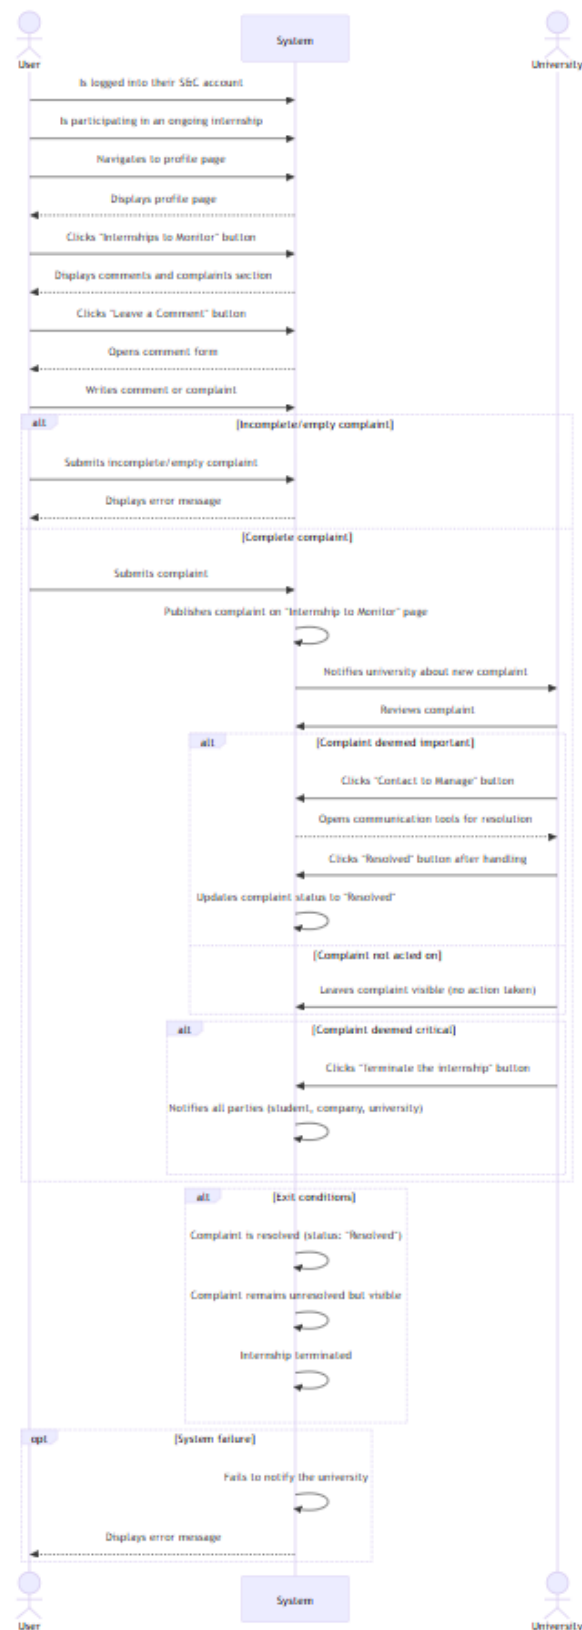 System
User
University
Is logged into their S&C account
Is participating in an ongoing internship
Navigates to profile page
Displays profile page
Clicks "Internships to Monitor" button
Displays comments and complaints section
Clicks "Leave a Comment" button
Opens comment form
Writes comment or complaint
alt
[Incomplete/empty complaint]
Submits incomplete/empty complaint
Displays error message
[Complete complaint]
Submits complaint
Publishes complaint on "Internship to Monitor" page
Notifies university about new complaint
Reviews complaint
alt
[Complaint deemed important]
Clicks "Contact to Manage" button
Opens communication tools for resolution
Clicks "Resolved" button after handling
Updates complaint status to "Resolved"
[Complaint not acted on]
Leaves complaint visible (no action taken)
alt
[Complaint deemed critical]
Clicks "Terminate the internship" button
Notifies all parties (student, company, university)
alt
[Exit conditions]
Complaint is resolved (status: "Resolved")
Complaint remains unresolved but visible
Internship terminated
opt
[System failure]
Fails to notify the university
Displays error message
System
User
University